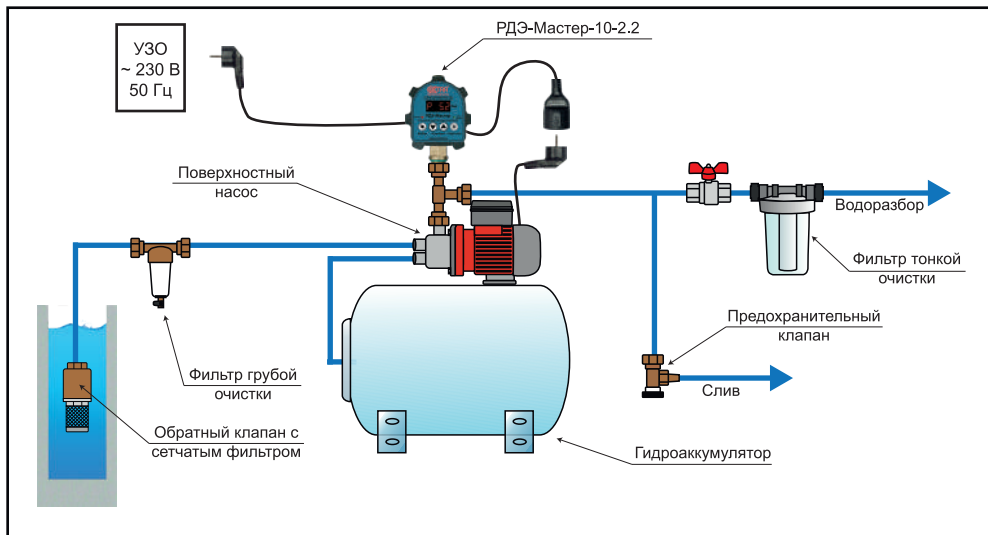 УЗО
~ 230 В
50 Гц
РДЭ-Мастер-10-2.2
Поверхностный
насос
Водоразбор
Фильтр тонкой
очистки
Предохранительный
клапан
Слив
Фильтр грубой
очистки
Обратный клапан с
сетчатым фильтром
Гидроаккумулятор